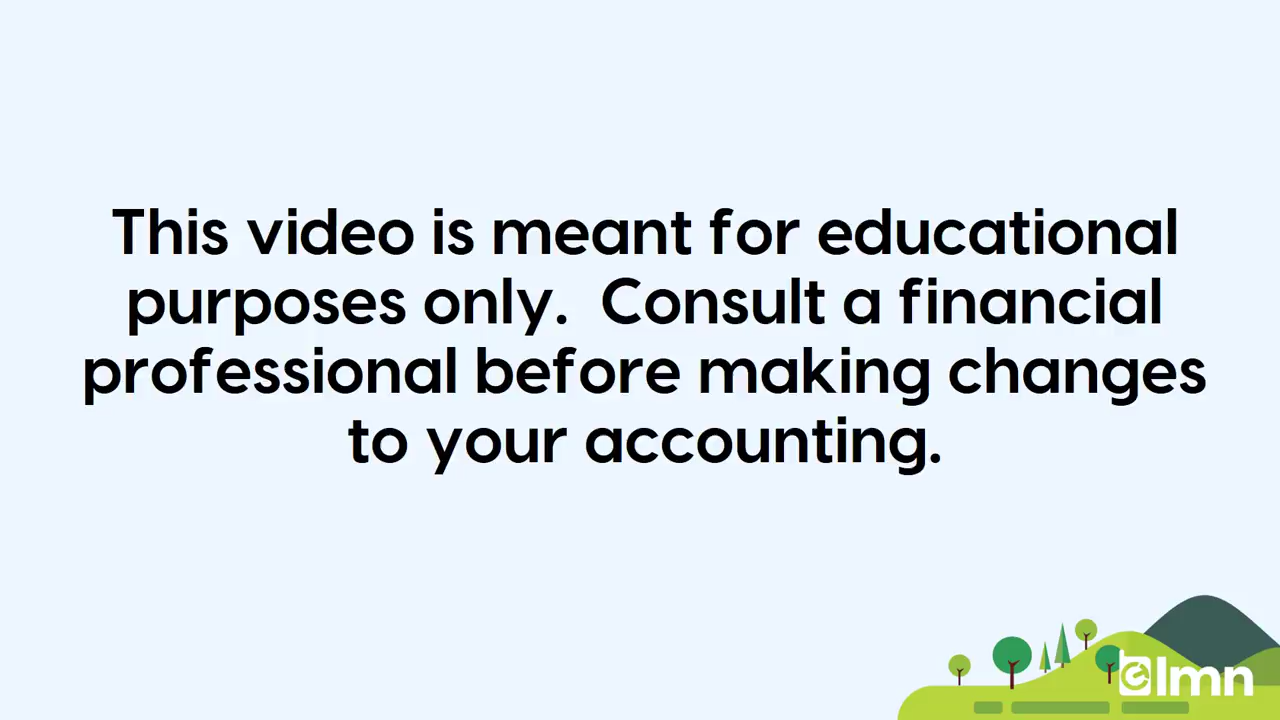 This video is meant for educational
purposes only.  Consult a financial
professional before making changes
to your accounting.
lmn